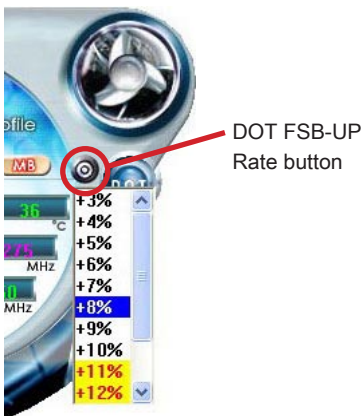 ofile
DOT FSB-UP
Rate button
MB
DOT
36
°C
+3%
+4%
+5%
MHz
+6%
+7%
MHz
+8%
+9%
+10%
+11%
+12%